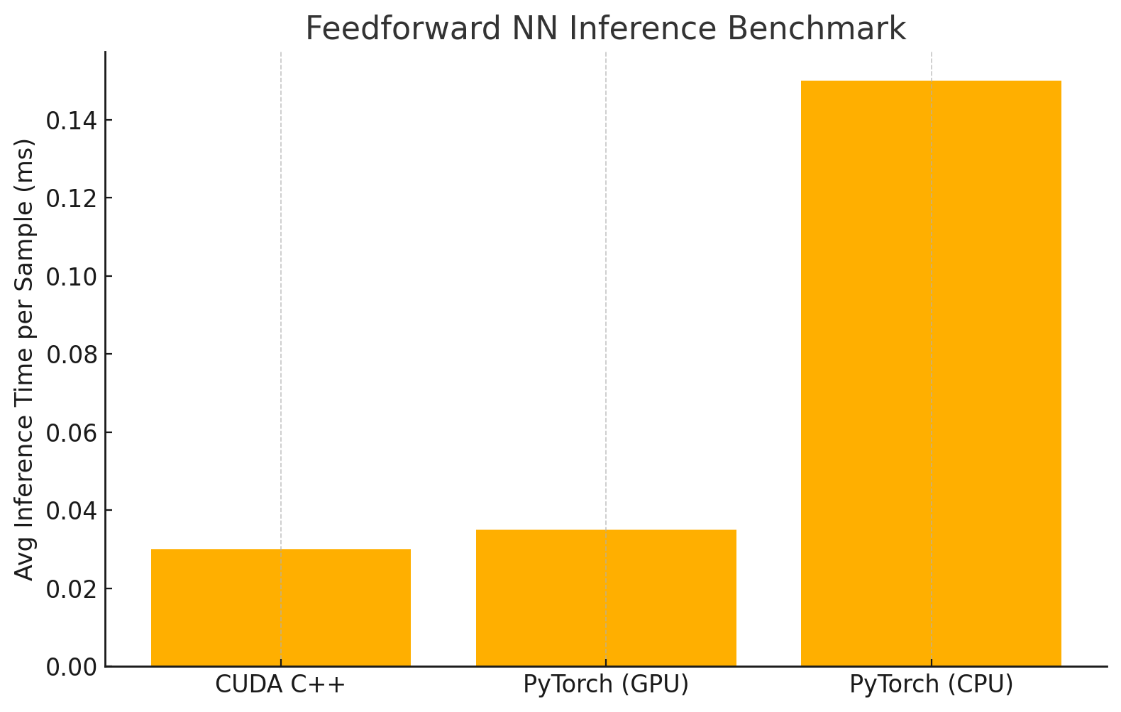 Feedforward NN Inference Benchmark
Avg Inference Time per Sample (ms)
0.14
0.12
0.10
0.08
0.06
0.04
0.02
0.00
CUDA C++
PyTorch (GPU)
PyTorch (CPU)